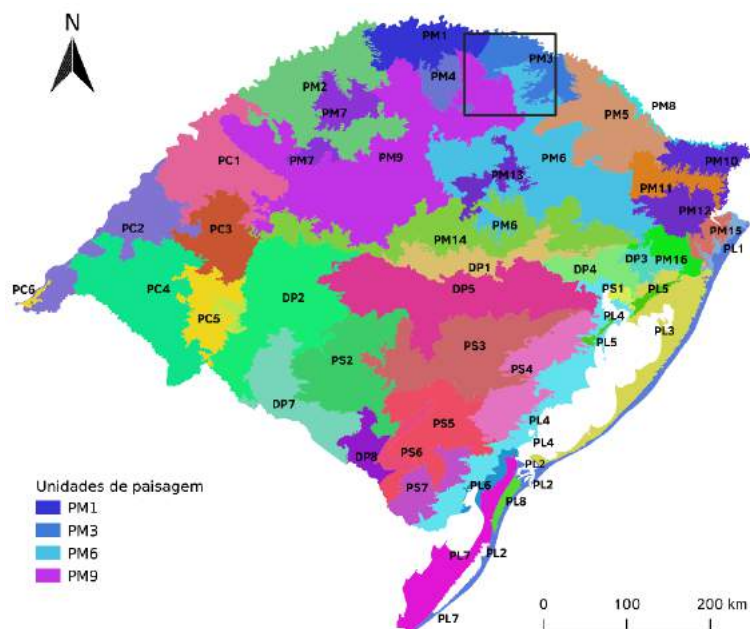 N
PM1
PM3
PM4
PM2
PM7
PM5
PM8
PC1
PM7
PM9
PM13
PM6
PM10
PM11
PM12
PM15
PC2
PC3
PM14
PM6
PL1
DP1
DP4
DP3
PM16
PC6
PC4
PC5
DP2
DP5
PS1
PL5
PL4
PL3
PL5
PS2
PS3
PS4
DP7
PS5
PL4
DP8
PS6
PL4
PL2
PS7
PL6
PL2
PL8
PL7
PL2
PL7
Unidades de paisagem
PM1
PM3
PM6
PM9
0 100 200 km